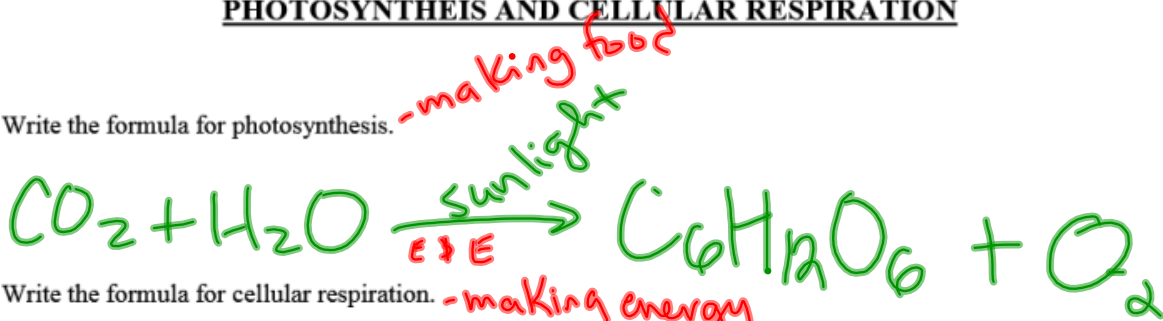 PHOTOSYNTHEIS AND CELLULAR RESPIRATION
Write the formula for photosynthesis. -making food
CO₂+H₂O sunlight → C₆H₁₂O₆ + O₂
E & E
Write the formula for cellular respiration. -making energy